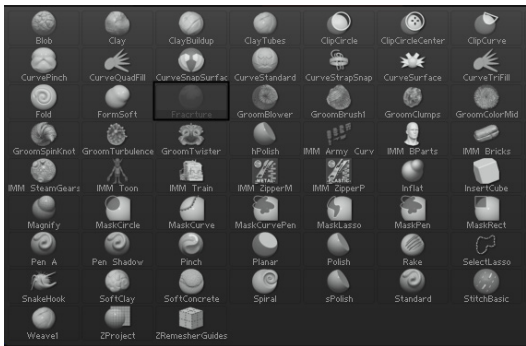 Blob Clay ClayBuildup ClayTubes ClipCircle ClipCircleCenter ClipCurve
CurvePinch CurveQuadFill CurveSnapSurfac CurveStandard CurveStrapSnap CurveSurface CurveTriFill
Fold FormSoft Fracrture GroomBlower GroomBrush1 GroomClumps GroomColorMid
GroomSpinKnot GroomTurbulence GroomTwister hPolish IMM Army Curv IMM BParts IMM Bricks
IMM SteamGears IMM Toon IMM Train IMM ZipperM IMM ZipperP Inflat InsertCube
Magnify MaskCircle MaskCurve MaskCurvePen MaskLasso MaskPen MaskRect
Pen A Pen Shadow Pinch Planar Polish Rake SelectLasso
SnakeHook SoftClay SoftConcrete Spiral sPolish Standard StitchBasic
Weave1 ZProject ZRemesherGuides